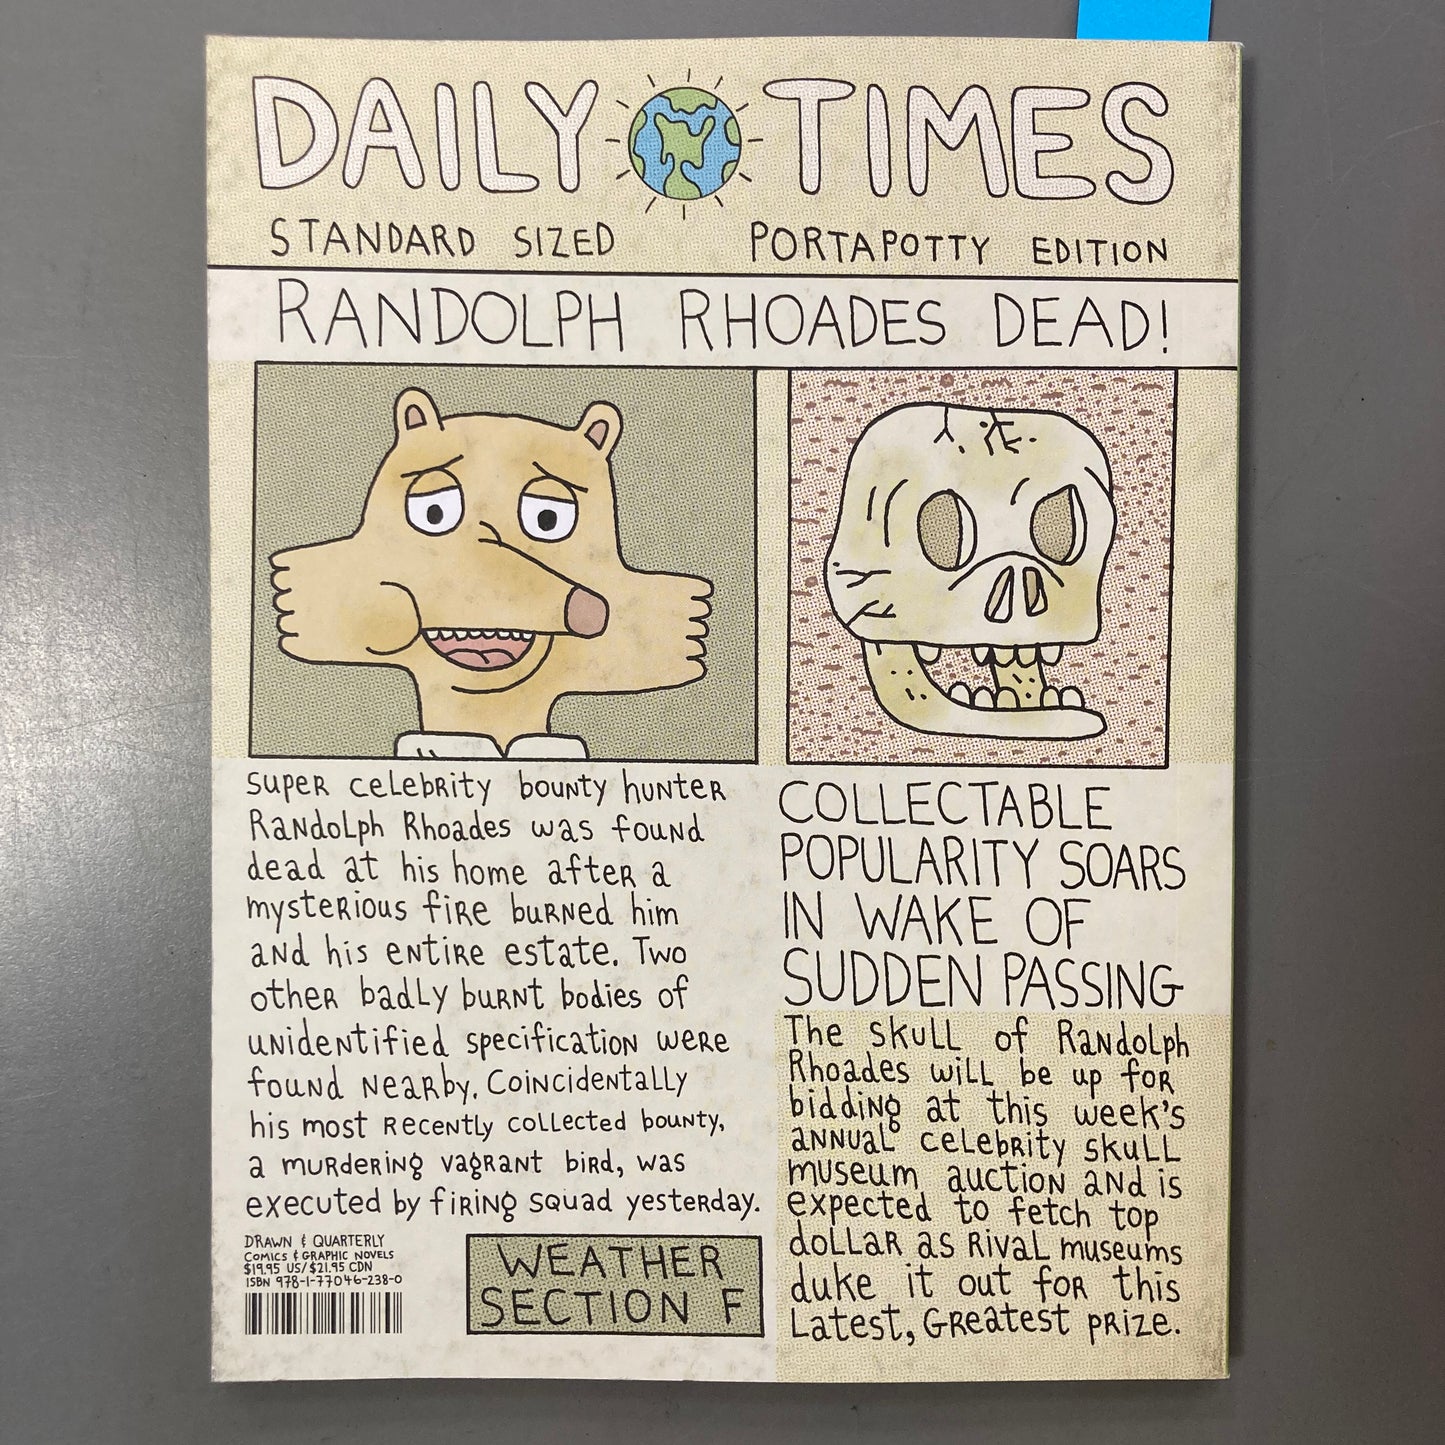 DAILY TIMES
STANDARD SIZED PORTAPOTTY EDITION
RANDOLPH RHOADES DEAD!
Super celebrity bounty hunter
Randolph Rhoades was found
dead at his home after a
mysterious fire burned him
and his entire estate. Two
other badly burnt bodies of
unidentified specification were
found nearby. Coincidentally
his most recently collected bounty,
a murdering vagrant bird, was
executed by firing squad yesterday.
DRAWN & QUARTERLY
COMICS & GRAPHIC NOVELS
$19.95 US/$21.95 CDN
ISBN 978-1-77046-238-0
WEATHER
SECTION F
COLLECTABLE
POPULARITY SOARS
IN WAKE OF
SUDDEN PASSING
The skull of Randolph
Rhoades will be up for
bidding at this week's
annual celebrity skull
museum auction and is
expected to fetch top
dollar as rival museums
duke it out for this
Latest, Greatest prize.